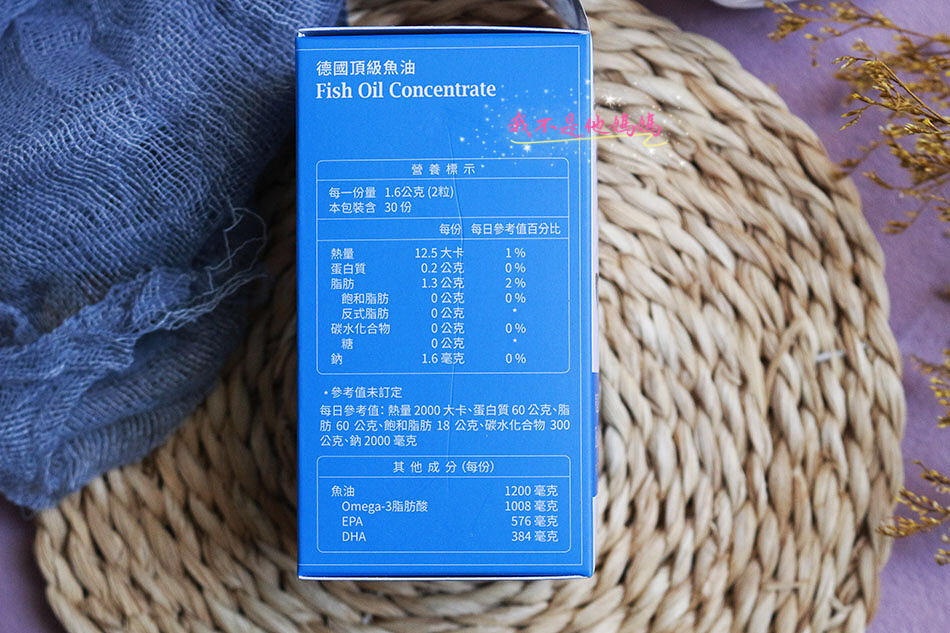 德國頂級魚油
Fish Oil Concentrate
我不是他媽媽
營養標示
每一份量 1.6公克 (2粒)
本包裝含 30 份
每份 每日參考值百分比
熱量 12.5 大卡 1 %
蛋白質 0.2 公克 0 %
脂肪 1.3 公克 2 %
飽和脂肪 0 公克 0 %
反式脂肪 0 公克 *
碳水化合物 0 公克 0 %
糖 0 公克 *
鈉 1.6 毫克 0 %
*參考值未訂定
每日參考值：熱量 2000 大卡、蛋白質 60 公克、脂
肪 60 公克、飽和脂肪 18 公克、碳水化合物 300
公克、鈉 2000 毫克
其他成分 (每份)
魚油 1200 毫克
Omega-3脂肪酸 1008 毫克
EPA 576 毫克
DHA 384 毫克